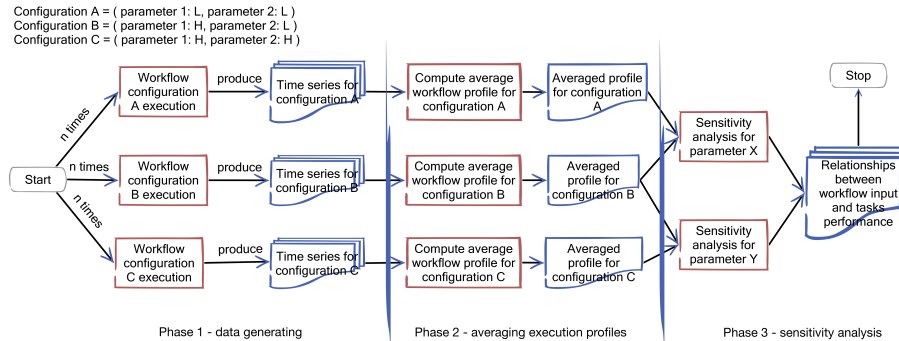 Configuration A = ( parameter 1: L, parameter 2: L )
Configuration B = ( parameter 1: H, parameter 2: L )
Configuration C = ( parameter 1: H, parameter 2: H )
Start
n times
n times
n times
Workflow
configuration
A execution
produce
Time series for
configuration A
Compute average
workflow profile for
configuration A
Averaged profile
for configuration
A
Workflow
configuration
B execution
produce
Time series for
configuration B
Compute average
workflow profile for
configuration B
Averaged
profile for
configuration B
Workflow
configuration
C execution
produce
Time series for
configuration C
Compute average
workflow profile for
configuration C
Averaged
profile for
configuration C
Sensitivity
analysis for
parameter X
Sensitivity
analysis for
parameter Y
Stop
Relationships
between
workflow input
and tasks
performance
Phase 1 - data generating
Phase 2 - averaging execution profiles
Phase 3 - sensitivity analysis